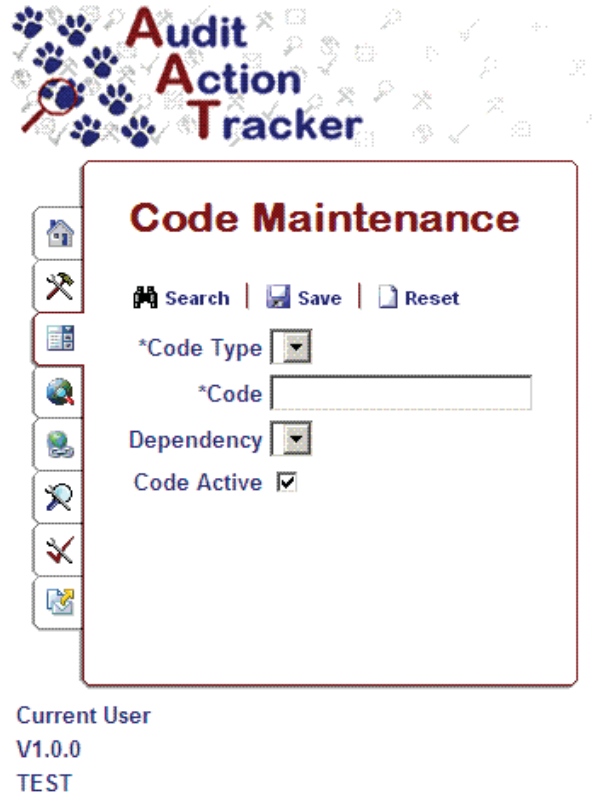 Audit
Action
Tracker
Code Maintenance
Search | Save | Reset
*Code Type
*Code
Dependency
Code Active
Current User
V1.0.0
TEST